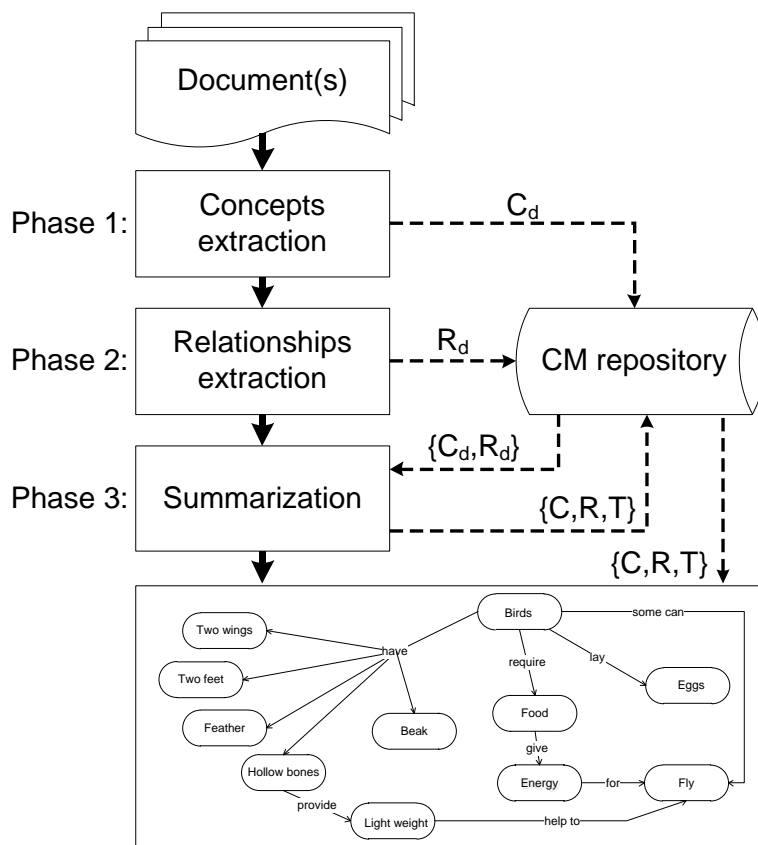 Document(s)
Phase 1:
Concepts
extraction
C_d
Phase 2:
Relationships
extraction
R_d
CM repository
{C_d,R_d}
Phase 3:
Summarization
{C,R,T}
{C,R,T}
Birds
some can
Two wings
have
require
lay
Two feet
Eggs
Food
Feather
Beak
give
Hollow bones
Energy
for
Fly
provide
Light weight
help to